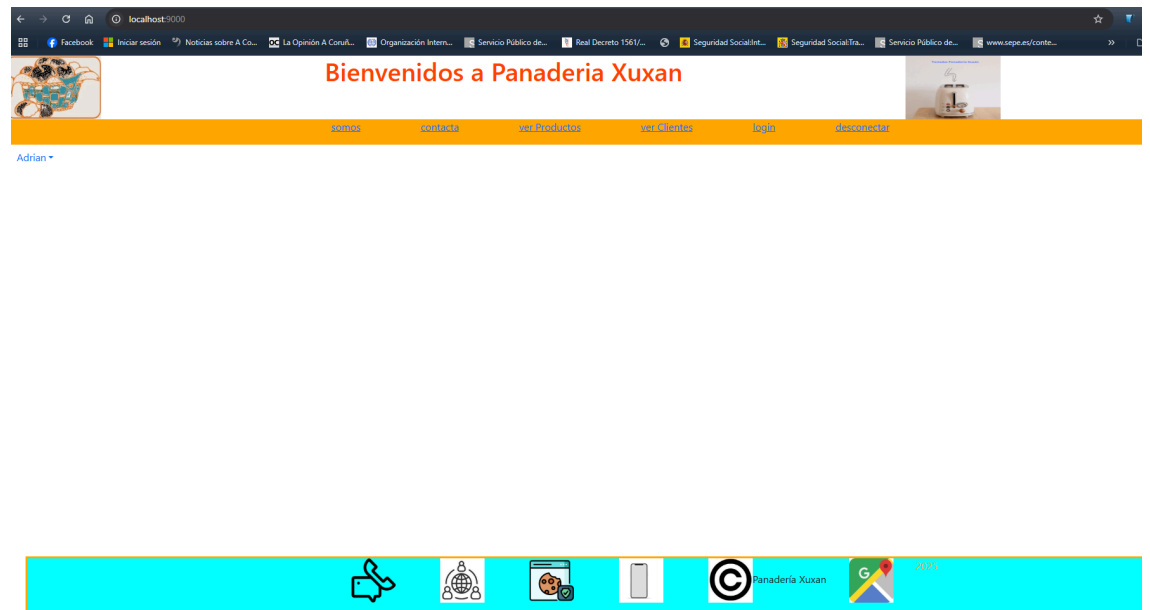 localhost:9000
Facebook Iniciar sesión Noticias sobre A Co... La Opinión A Coruñ... Organización Intern... Servicio Público de... Real Decreto 1561/... Seguridad Social:Int... Seguridad Social:Tra... Servicio Público de... www.sepe.es/conte... »
Bienvenidos a Panaderia Xuxan
somos contacta ver Productos ver Clientes login desconectar
Adrian
Panadería Xuxan
G
2025